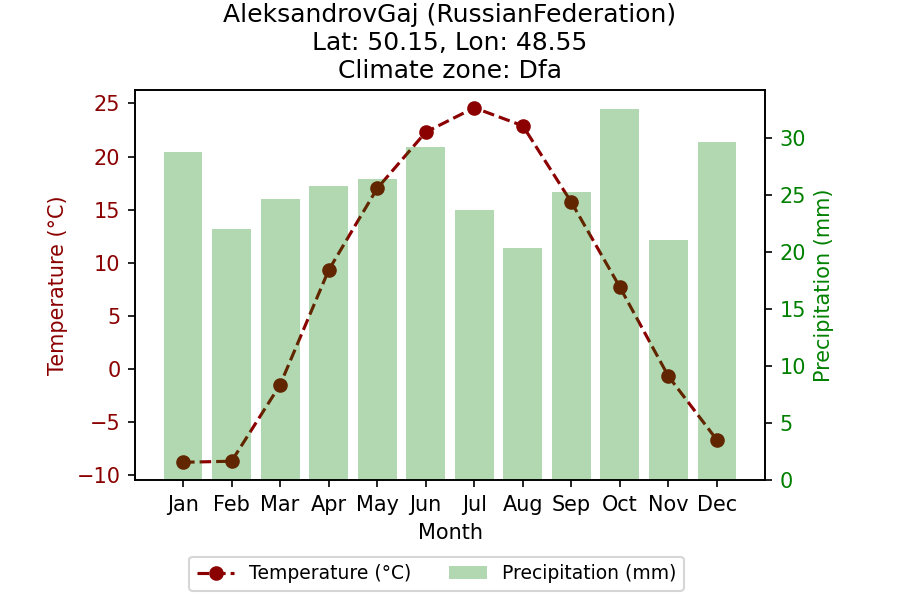 AleksandrovGaj (RussianFederation)
Lat: 50.15, Lon: 48.55
Climate zone: Dfa
Temperature (°C)
25
20
15
10
5
0
−5
−10
30
25
20
15
10
5
0
Precipitation (mm)
Jan Feb Mar Apr May Jun Jul Aug Sep Oct Nov Dec
Month
Temperature (°C) Precipitation (mm)